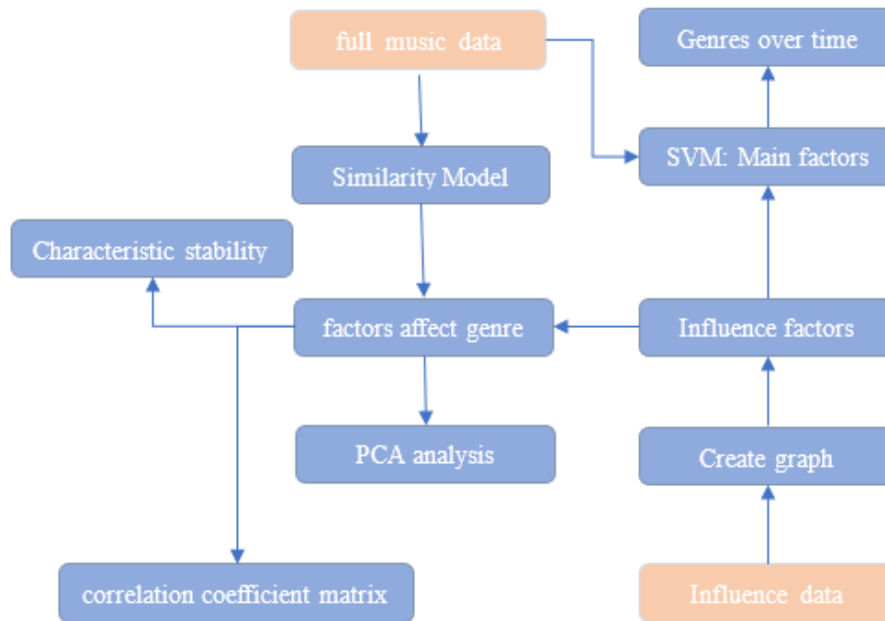 full music data
Genres over time
Similarity Model
SVM: Main factors
Characteristic stability
factors affect genre
Influence factors
PCA analysis
Create graph
correlation coefficient matrix
Influence data